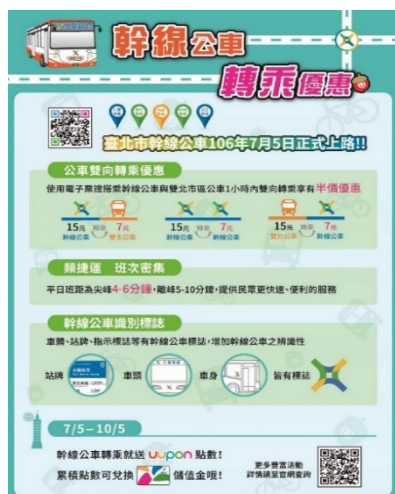 幹線公車
轉乘優惠
臺北市幹線公車106年7月5日正式上路!!
公車雙向轉乘優惠
使用電子票證搭乘幹線公車與雙北市區公車1小時內雙向轉乘享有半價優惠
15元 轉乘 7元 15元 轉乘 7元 15元 轉乘 7元
幹線公車 雙北公車 幹線公車 幹線公車 雙北公車 幹線公車
類捷運 班次密集
平日班距為尖峰4-6分鐘,離峰5-10分鐘,提供民眾更快速、便利的服務
幹線公車識別標誌
車體、站牌、指示標誌等有幹線公車標誌,增加幹線公車之辨識性
站牌 車頭 車身 皆有標誌
7/5-10/5
幹線公車轉乘就送 UUPON 點數!
累積點數可兌換 儲值金哦!
更多豐富活動
詳情請至官網查詢